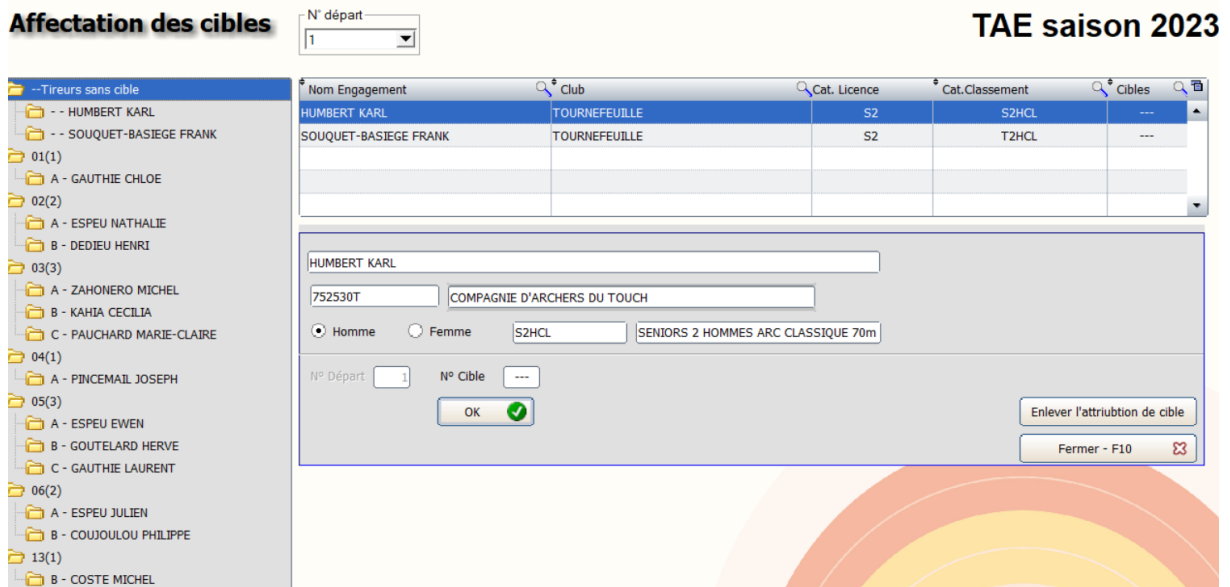 Affectation des cibles
N° départ
1
TAE saison 2023
--Tireurs sans cible
- - HUMBERT KARL
- - SOUQUET-BASIEGE FRANK
01(1)
A - GAUTHIE CHLOE
02(2)
A - ESPEU NATHALIE
B - DEDIEU HENRI
03(3)
A - ZAHONERO MICHEL
B - KAHIA CECILIA
C - PAUCHARD MARIE-CLAIRE
04(1)
A - PINCEMAIL JOSEPH
05(3)
A - ESPEU EWEN
B - GOUTELARD HERVE
C - GAUTHIE LAURENT
06(2)
A - ESPEU JULIEN
B - COUJOULOU PHILIPPE
13(1)
B - COSTE MICHEL
Nom Engagement Club Cat. Licence Cat.Classement Cibles
HUMBERT KARL TOURNEFEUILLE S2 S2HCL ---
SOUQUET-BASIEGE FRANK TOURNEFEUILLE S2 T2HCL ---
HUMBERT KARL
752530T COMPAGNIE D'ARCHERS DU TOUCH
Homme Femme S2HCL SENIORS 2 HOMMES ARC CLASSIQUE 70m
N° Départ 1 N° Cible ---
OK
Enlever l'attriubtion de cible
Fermer - F10